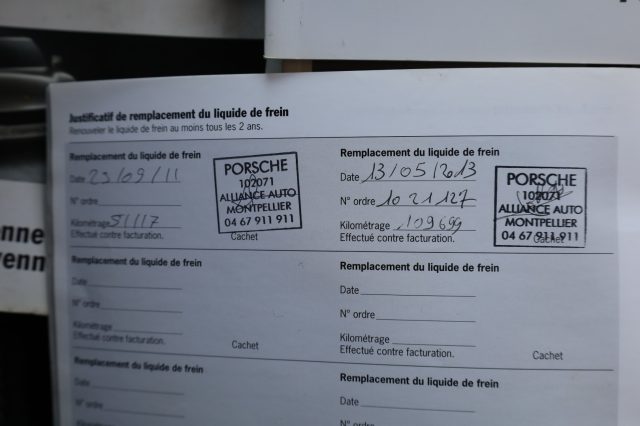 Justificatif de remplacement du liquide de frein
Renouveler le liquide de frein au moins tous les 2 ans.
Remplacement du liquide de frein
Date 23/09/11
N° ordre
Kilométrage 51117
Effectué contre facturation.
Cachet
PORSCHE
102071
ALLIANCE AUTO
MONTPELLIER
04 67 911 911
Remplacement du liquide de frein
Date 13/05/2013
N° ordre 1021127
Kilométrage 109699
Effectué contre facturation.
Cachet
PORSCHE
102071
ALLIANCE AUTO
MONTPELLIER
04 67 911 911
Remplacement du liquide de frein
Date
N° ordre
Kilométrage
Effectué contre facturation.
Cachet
Remplacement du liquide de frein
Date
N° ordre
Kilométrage
Effectué contre facturation.
Cachet
Remplacement du liquide de frein
Date
N° ordre
Remplacement du liquide de frein
Date
N° ordre
enne
yenn